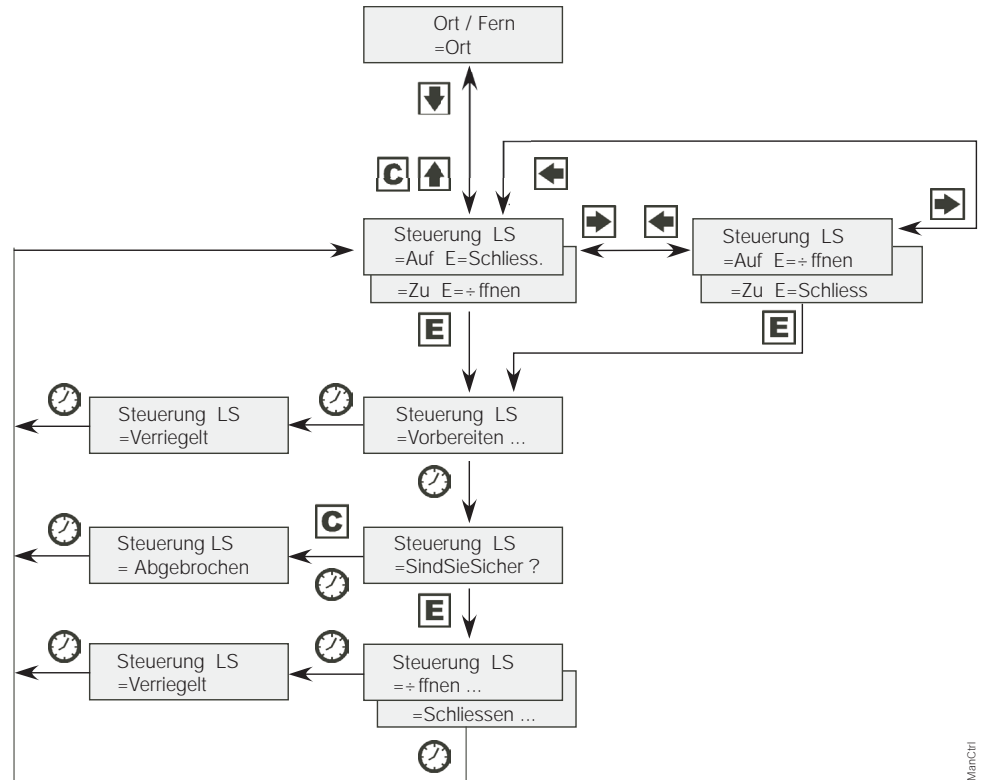 Ort / Fern
=Ort
C
Steuerung LS
=Auf E=Schliess.
=Zu E=÷ffnen
Steuerung LS
=Auf E=÷ffnen
=Zu E=Schliess
E
E
Steuerung LS
=Verriegelt
Steuerung LS
=Vorbereiten ...
C
Steuerung LS
= Abgebrochen
Steuerung LS
=SindSieSicher ?
E
Steuerung LS
=Verriegelt
Steuerung LS
=÷ffnen ...
=Schliessen ...
ManCtrl